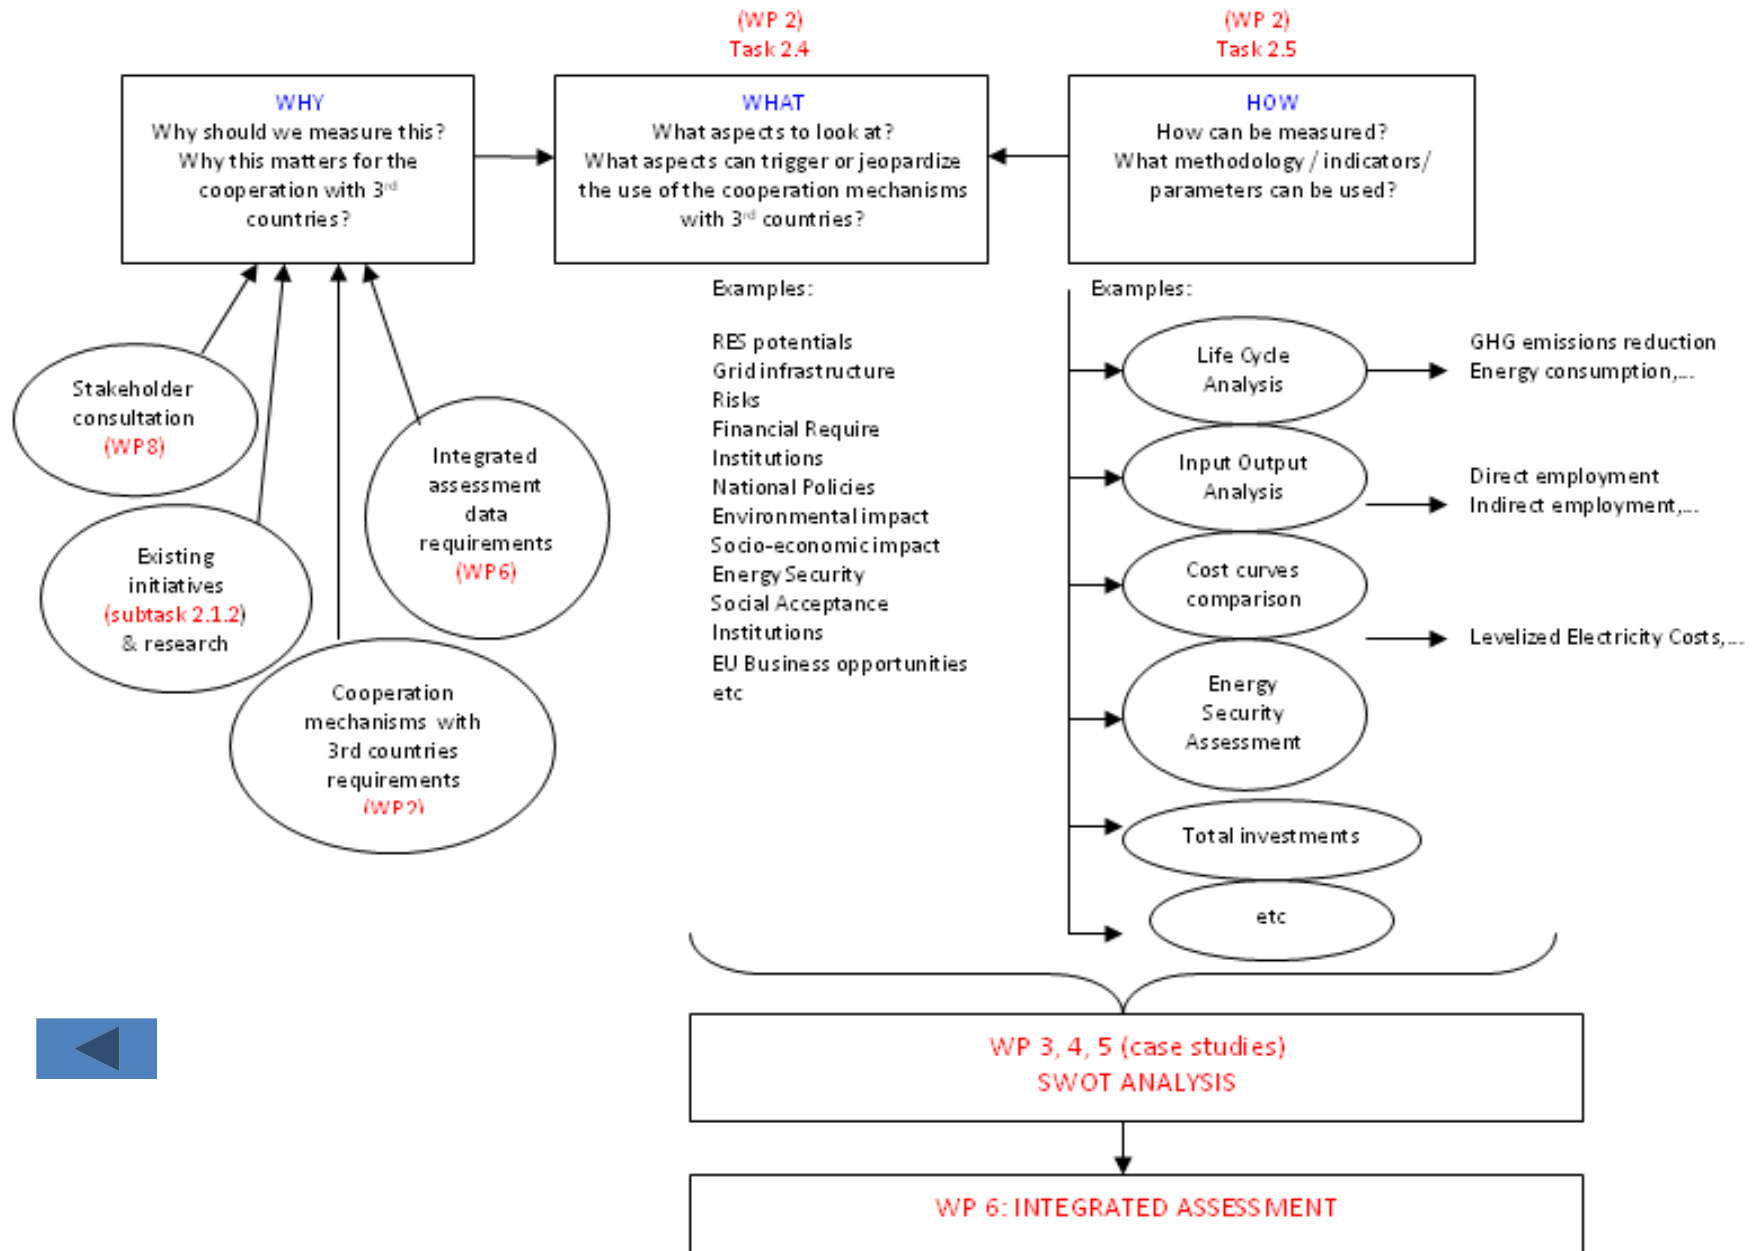 (WP 2)
Task 2.4
(WP 2)
Task 2.5
WHY
Why should we measure this?
Why this matters for the
cooperation with 3rd
countries?
WHAT
What aspects to look at?
What aspects can trigger or jeopardize
the use of the cooperation mechanisms
with 3rd countries?
HOW
How can be measured?
What methodology / indicators/
parameters can be used?
Stakeholder
consultation
(WP8)
Existing
initiatives
(subtask 2.1.2)
& research
Integrated
assessment
data
requirements
(WP6)
Cooperation
mechanisms with
3rd countries
requirements
(WP2)
Examples:
RES potentials
Grid infrastructure
Risks
Financial Require
Institutions
National Policies
Environmental impact
Socio-economic impact
Energy Security
Social Acceptance
Institutions
EU Business opportunities
etc
Examples:
Life Cycle
Analysis
GHG emissions reduction
Energy consumption,...
Input Output
Analysis
Direct employment
Indirect employment,...
Cost curves
comparison
Levelized Electricity Costs,...
Energy
Security
Assessment
Total investments
etc
WP 3, 4, 5 (case studies)
SWOT ANALYSIS
WP 6: INTEGRATED ASSESSMENT